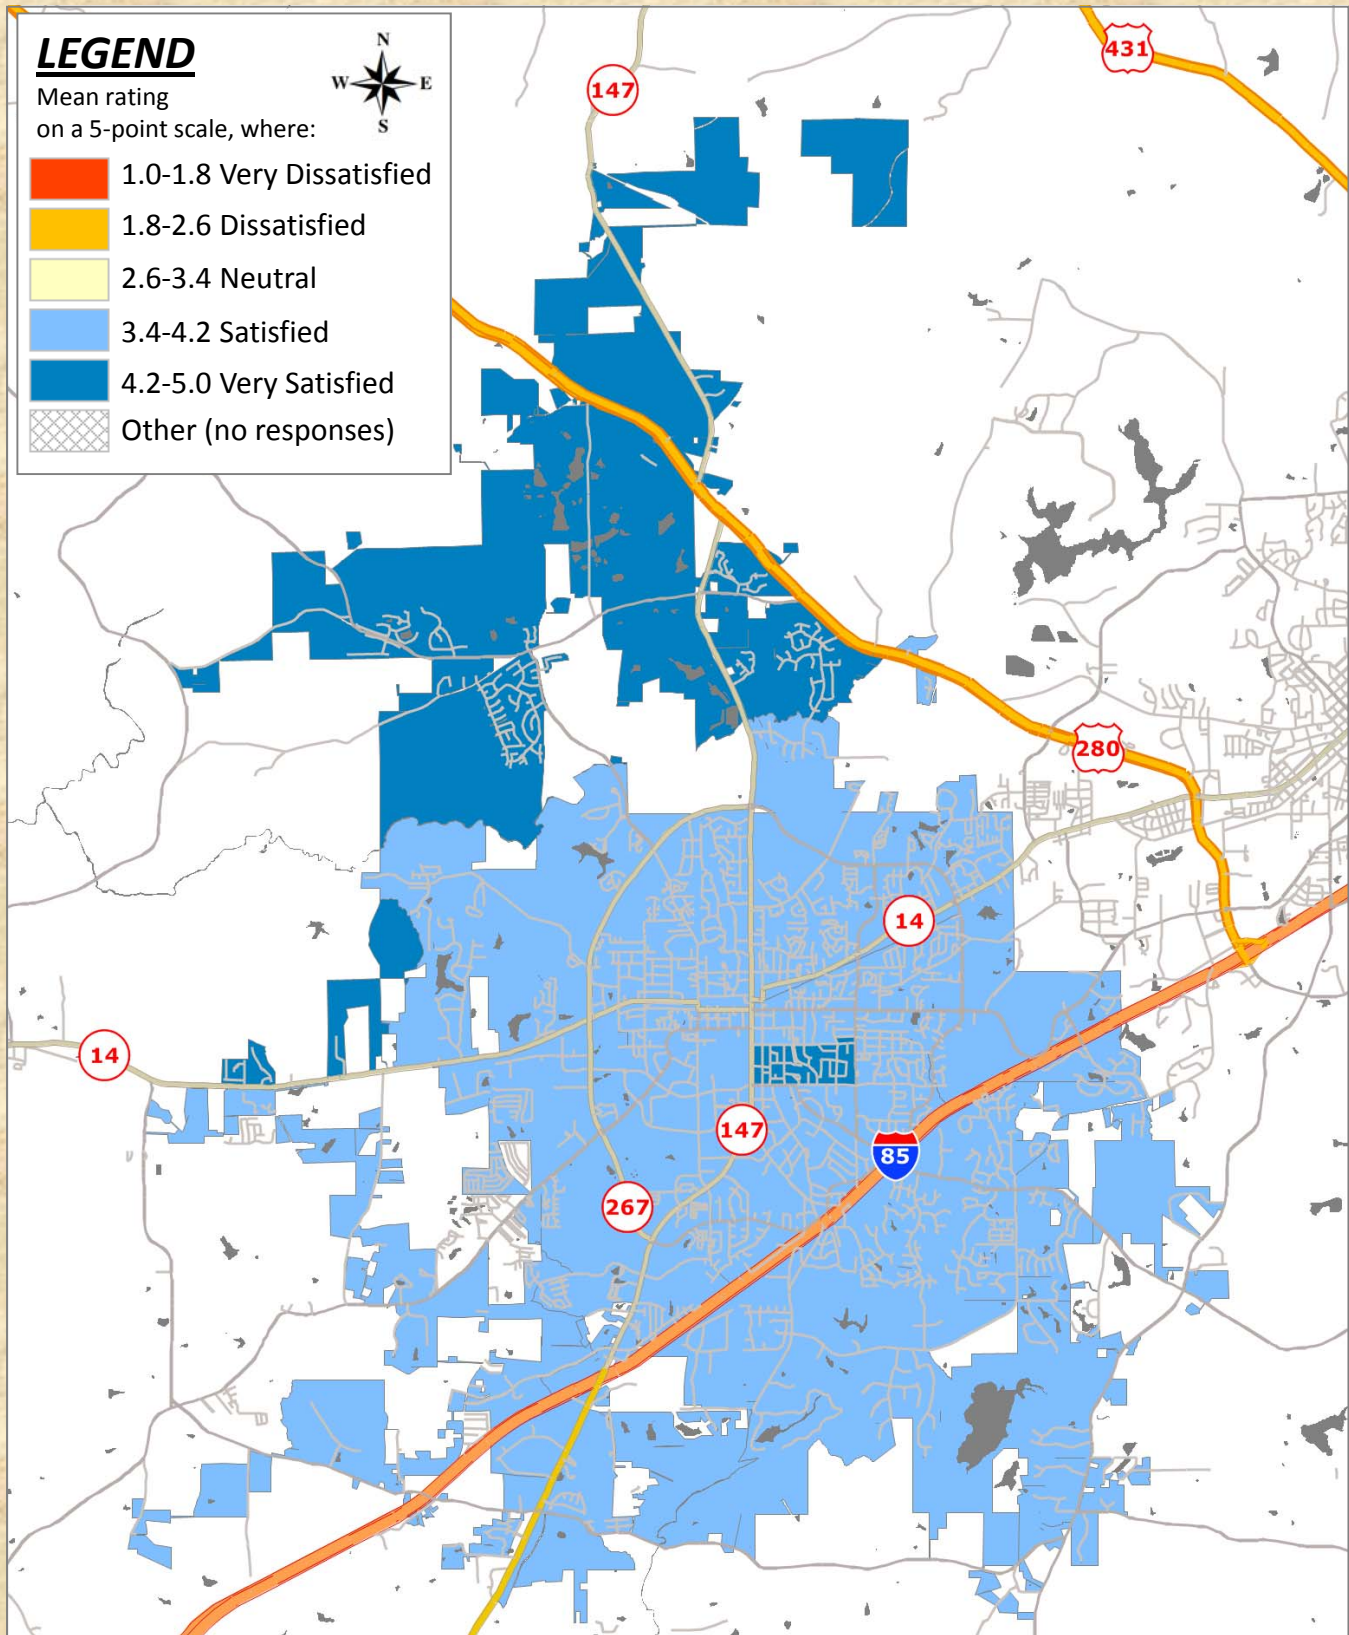 LEGEND
Mean rating
on a 5-point scale, where:
1.0-1.8 Very Dissatisfied
1.8-2.6 Dissatisfied
2.6-3.4 Neutral
3.4-4.2 Satisfied
4.2-5.0 Very Satisfied
Other (no responses)
N
W E
S
431
147
280
14
14
147
85
267